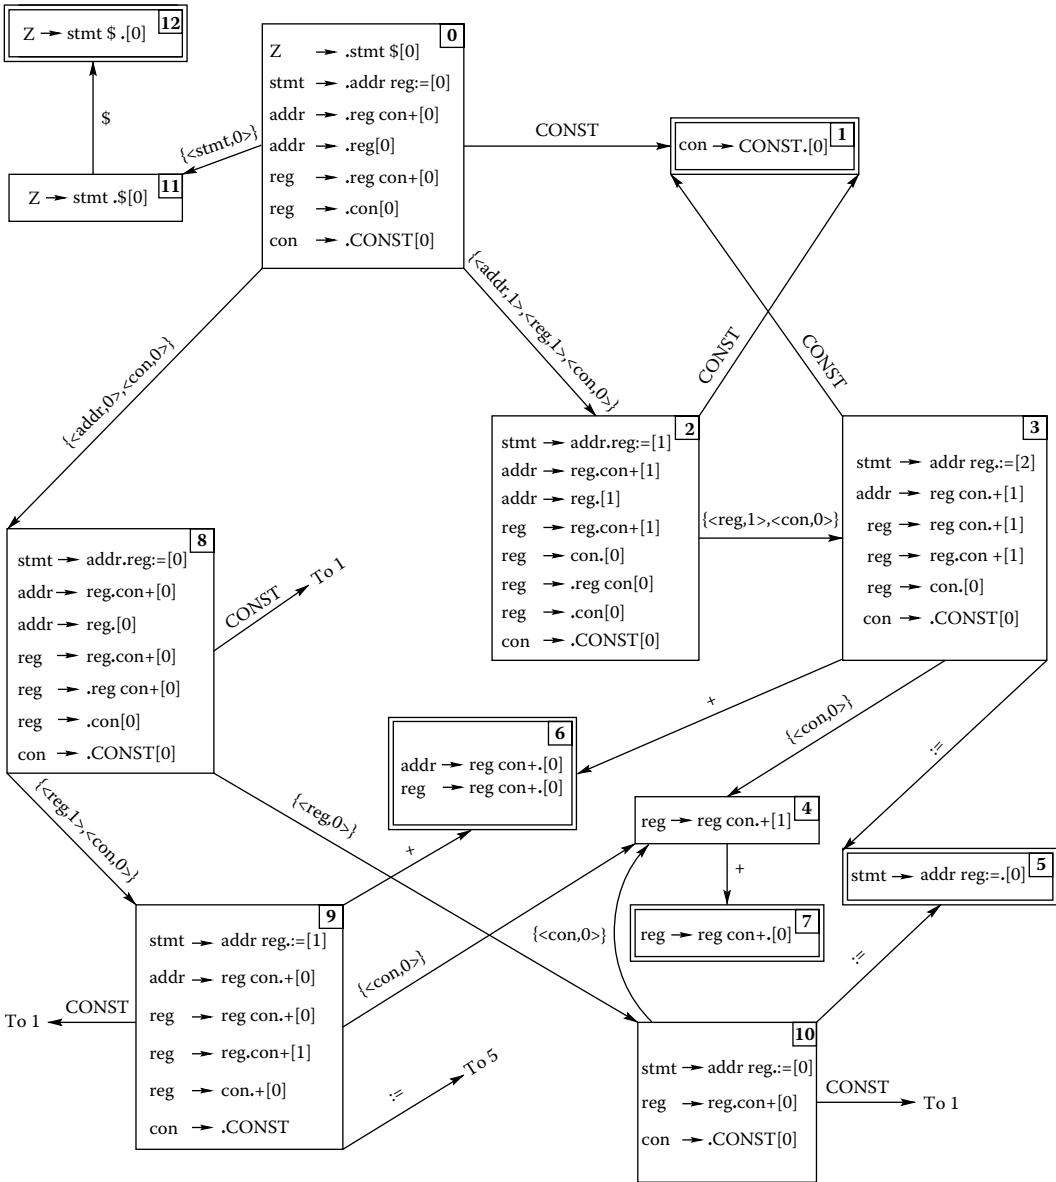 12
Z → stmt $ .[0]
$
11
Z → stmt .$[0]
{<stmt,0>}
0
Z → .stmt $[0]
stmt → .addr reg:=[0]
addr → .reg con+[0]
addr → .reg[0]
reg → .reg con+[0]
reg → .con[0]
con → .CONST[0]
CONST
1
con → CONST.[0]
{<addr,0>,<con,0>}
{<addr,1>,<reg,1>,<con,0>}
CONST
CONST
2
stmt → addr.reg:=[1]
addr → reg.con+[1]
addr → reg.[1]
reg → reg.con+[1]
reg → con.[0]
reg → .reg con[0]
reg → .con[0]
con → .CONST[0]
{<reg,1>,<con,0>}
3
stmt → addr reg.:=[2]
addr → reg con.+[1]
reg → reg con.+[1]
reg → reg.con +[1]
reg → con.[0]
con → .CONST[0]
8
stmt → addr.reg:=[0]
addr → reg.con+[0]
addr → reg.[0]
reg → reg.con+[0]
reg → .reg con+[0]
reg → .con[0]
con → .CONST[0]
CONST
To 1
+
{<con,0>}
:=
6
addr → reg con+.[0]
reg → reg con+.[0]
4
reg → reg con.+[1]
{<reg,1>,<con,0>}
{<reg,0>}
+
+
5
stmt → addr reg:=.[0]
7
reg → reg con+.[0]
9
stmt → addr reg.:=[1]
addr → reg con.+[0]
reg → reg con.+[0]
reg → reg.con+[1]
reg → con.+[0]
con → .CONST
CONST
To 1
{<con,0>}
{<con,0>}
:=
:=
To 5
10
stmt → addr reg.:=[0]
reg → reg.con+[0]
con → .CONST[0]
CONST
To 1